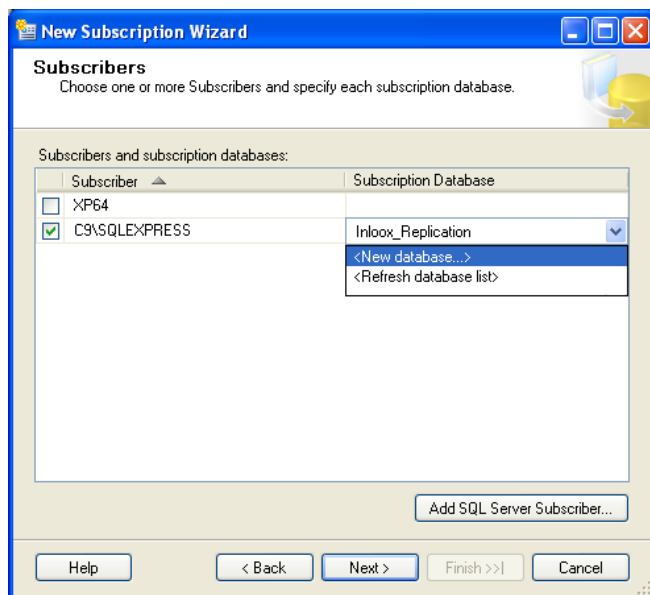 New Subscription Wizard
Subscribers
Choose one or more Subscribers and specify each subscription database.
Subscribers and subscription databases:
Subscriber Subscription Database
XP64
C9\SQLEXPRESS Inloox_Replication
<New database...>
<Refresh database list>
Add SQL Server Subscriber...
Help < Back Next > Finish >>| Cancel